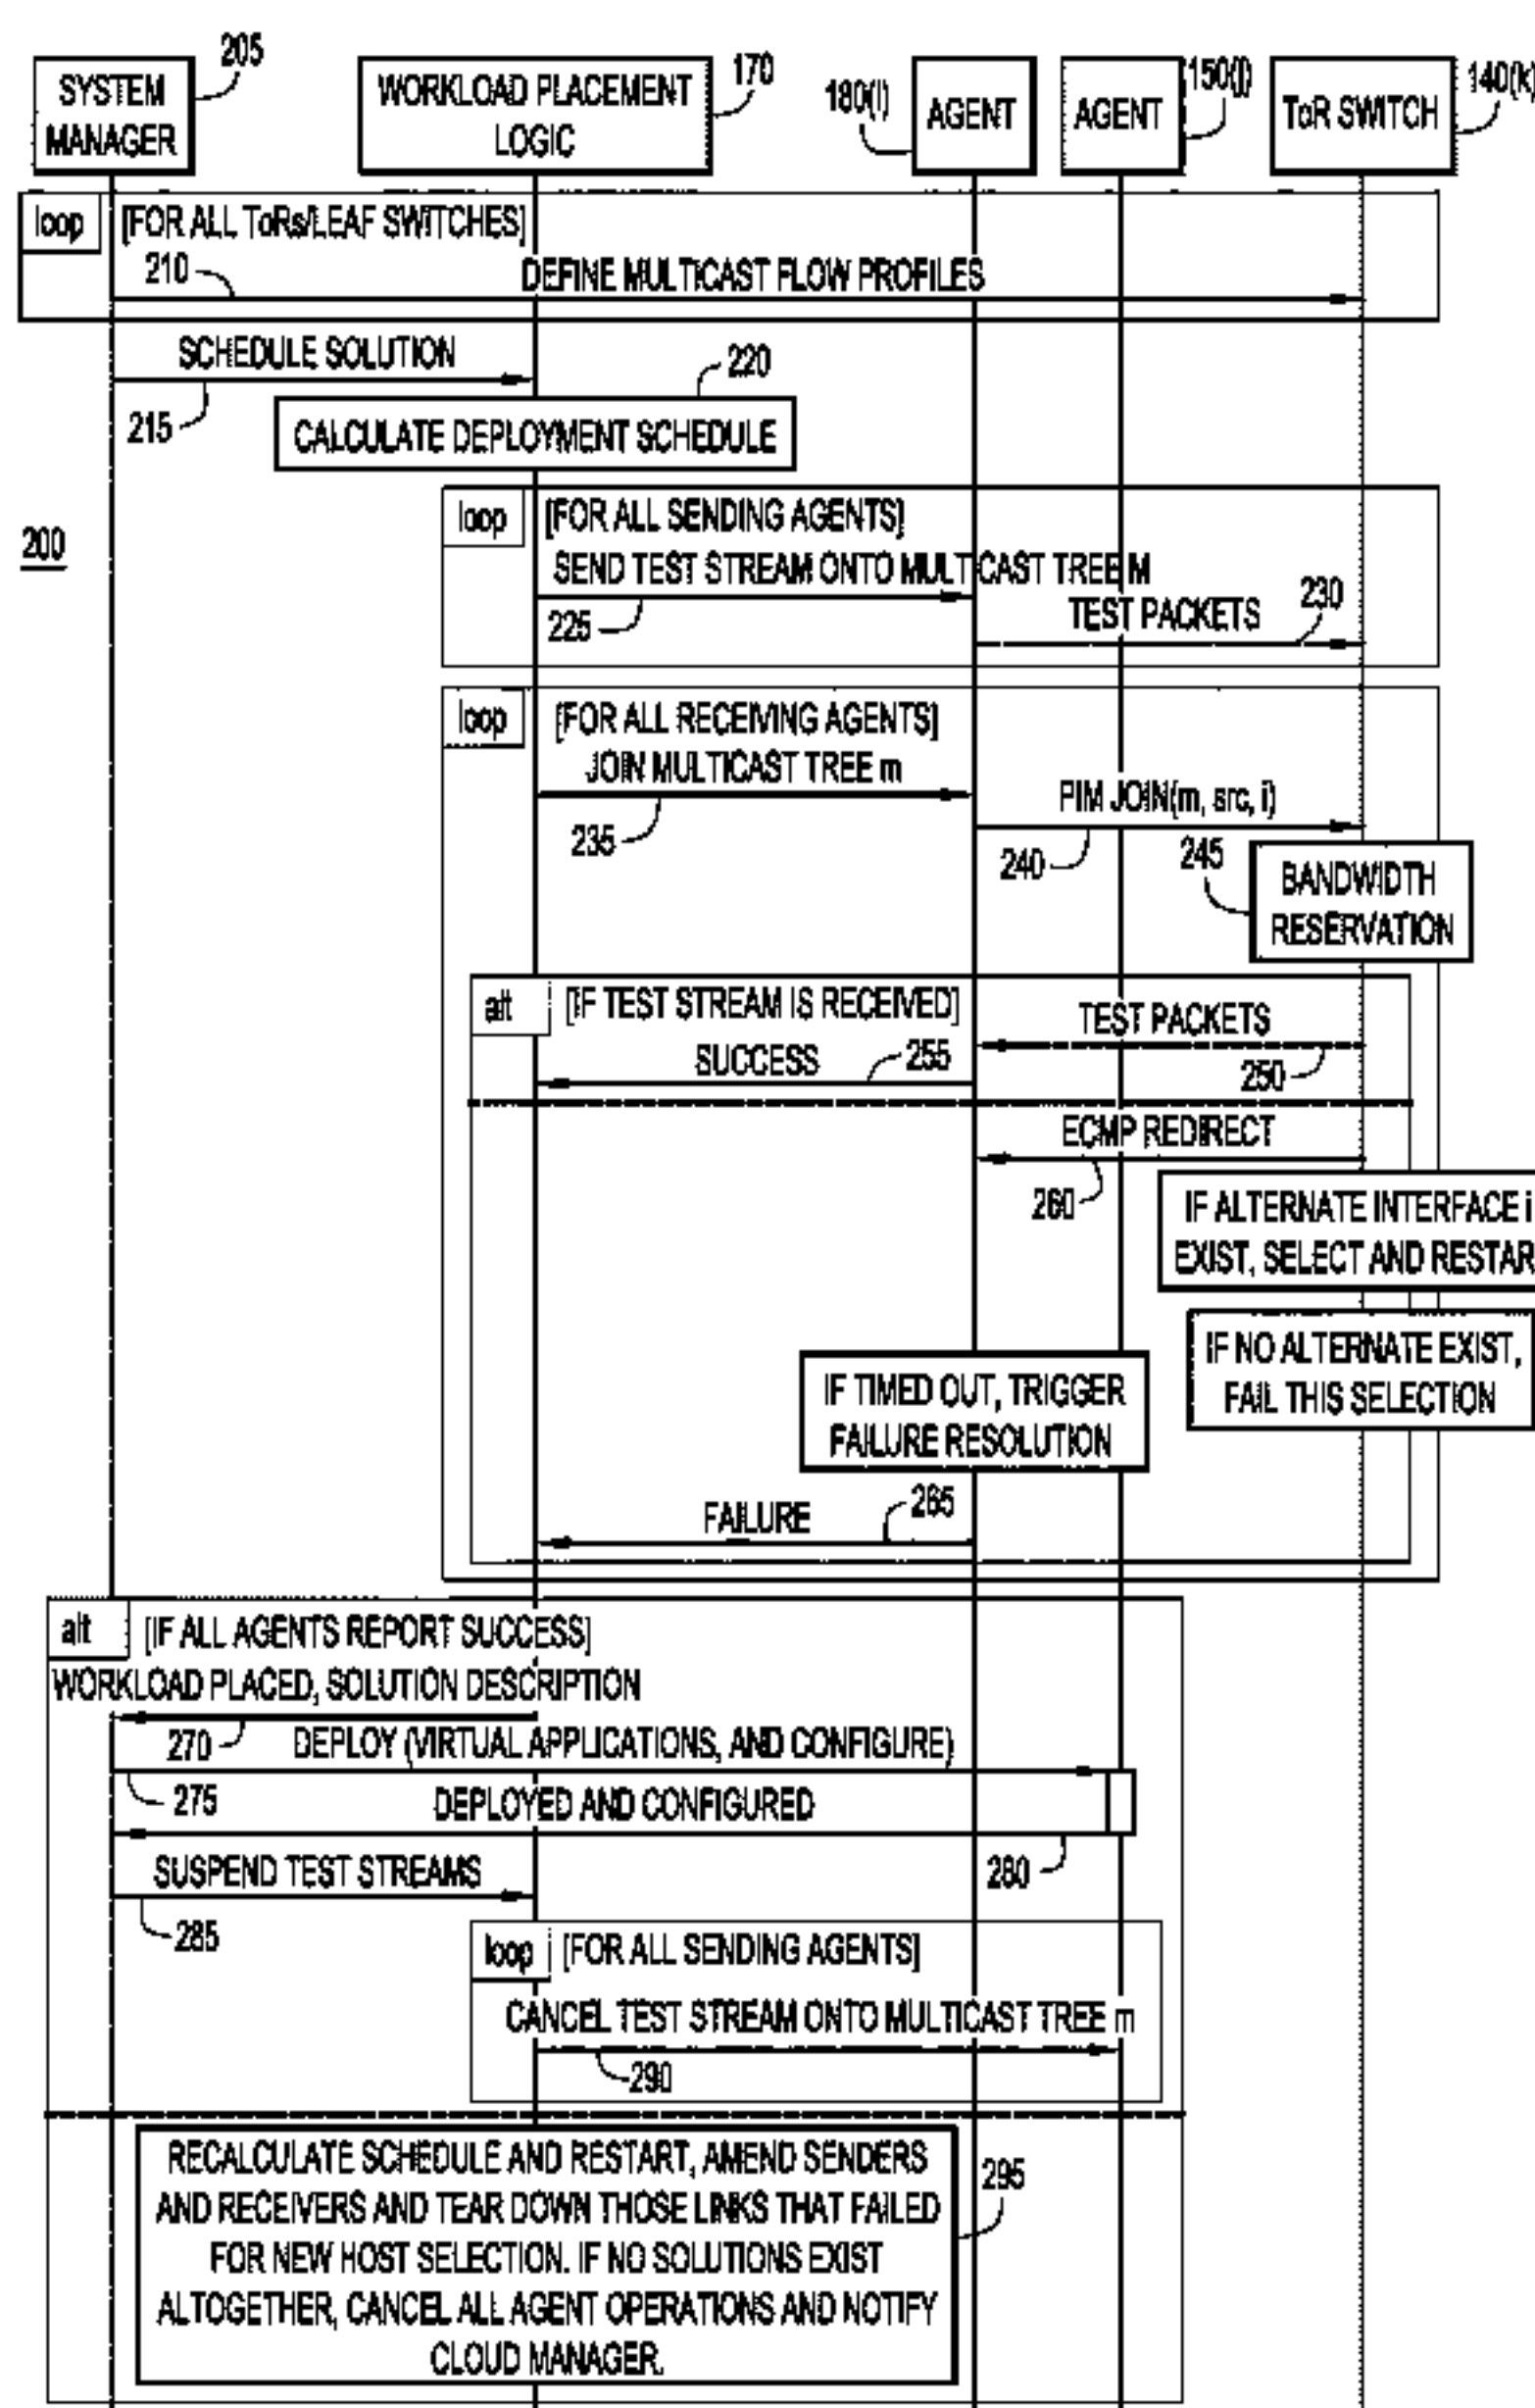 205
170
180(i)
150(j)
140(k)
SYSTEM
MANAGER
WORKLOAD PLACEMENT
LOGIC
AGENT
AGENT
ToR SWITCH
loop
[FOR ALL ToRs/LEAF SWITCHES]
210
DEFINE MULTICAST FLOW PROFILES
SCHEDULE SOLUTION
215
220
CALCULATE DEPLOYMENT SCHEDULE
200
loop
[FOR ALL SENDING AGENTS]
SEND TEST STREAM ONTO MULTICAST TREE M
225
TEST PACKETS
230
loop
[FOR ALL RECEIVING AGENTS]
JOIN MULTICAST TREE m
235
PIM JOIN(m, src, i)
240
245
BANDWIDTH
RESERVATION
alt
[IF TEST STREAM IS RECEIVED]
TEST PACKETS
250
SUCCESS
255
ECMP REDIRECT
260
IF ALTERNATE INTERFACE i
EXIST, SELECT AND RESTAR
IF NO ALTERNATE EXIST,
FAIL THIS SELECTION
IF TIMED OUT, TRIGGER
FAILURE RESOLUTION
FAILURE
265
alt
[IF ALL AGENTS REPORT SUCCESS]
WORKLOAD PLACED, SOLUTION DESCRIPTION
270
DEPLOY (VIRTUAL APPLICATIONS, AND CONFIGURE)
275
DEPLOYED AND CONFIGURED
280
SUSPEND TEST STREAMS
285
loop
[FOR ALL SENDING AGENTS]
CANCEL TEST STREAM ONTO MULTICAST TREE m
290
RECALCULATE SCHEDULE AND RESTART, AMEND SENDERS
AND RECEIVERS AND TEAR DOWN THOSE LINKS THAT FAILED
FOR NEW HOST SELECTION. IF NO SOLUTIONS EXIST
ALTOGETHER, CANCEL ALL AGENT OPERATIONS AND NOTIFY
CLOUD MANAGER.
295